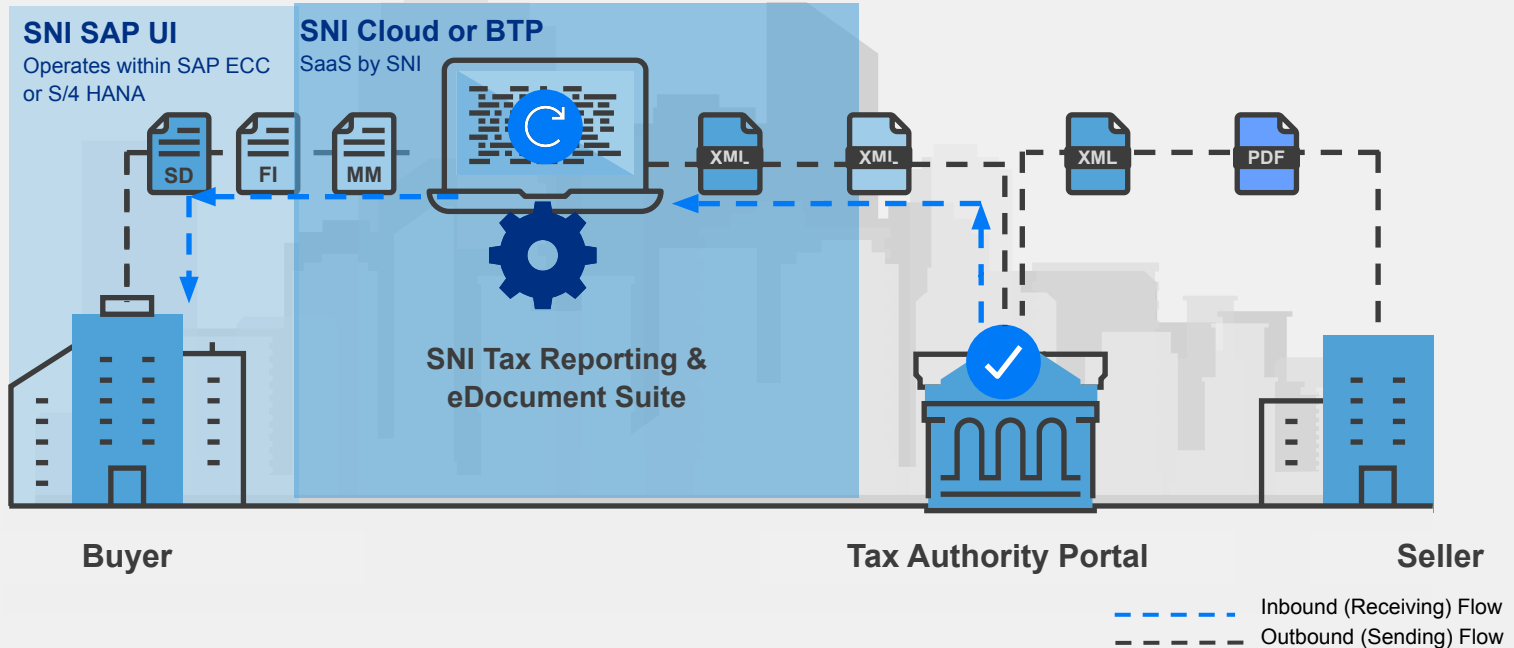 SNI SAP UI
Operates within SAP ECC
or S/4 HANA
SNI Cloud or BTP
SaaS by SNI
SD
FI
MM
XML
XML
XML
PDF
SNI Tax Reporting &
eDocument Suite
Buyer
Tax Authority Portal
Seller
Inbound (Receiving) Flow
Outbound (Sending) Flow